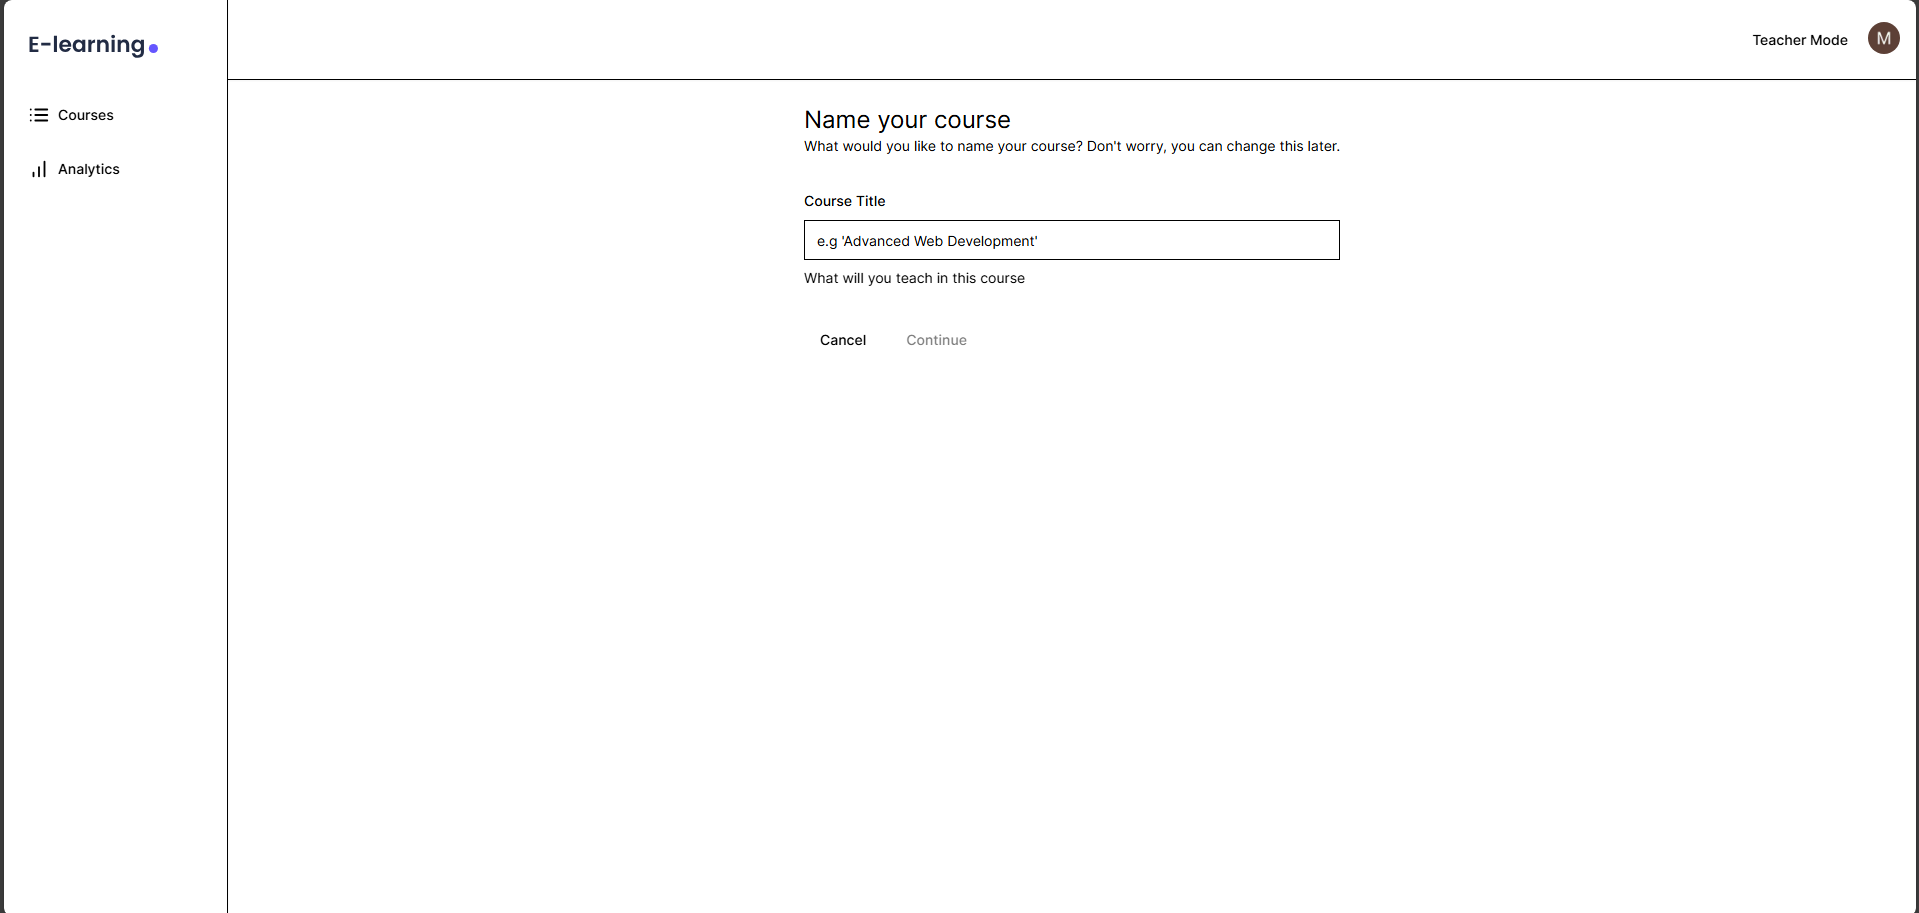 E-learning
Courses
Analytics
Teacher Mode
M
Name your course
What would you like to name your course? Don't worry, you can change this later.
Course Title
e.g 'Advanced Web Development'
What will you teach in this course
Cancel
Continue